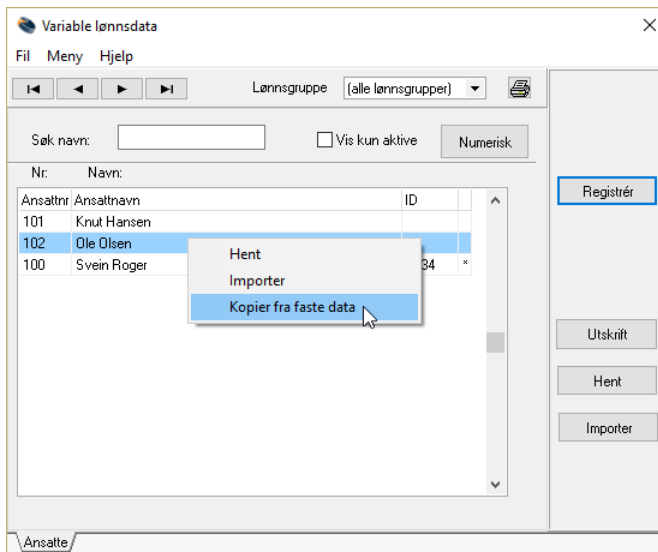 Variable lønnsdata
Fil Meny Hjelp
Lønnsgruppe (alle lønnsgrupper)
Søk navn: Vis kun aktive Numerisk
Nr: Navn:
Ansattnr Ansattnavn ID
101 Knut Hansen
102 Ole Olsen
100 Svein Roger 34 *
Hent
Importer
Kopier fra faste data
Registrér
Utskrift
Hent
Importer
Ansatte